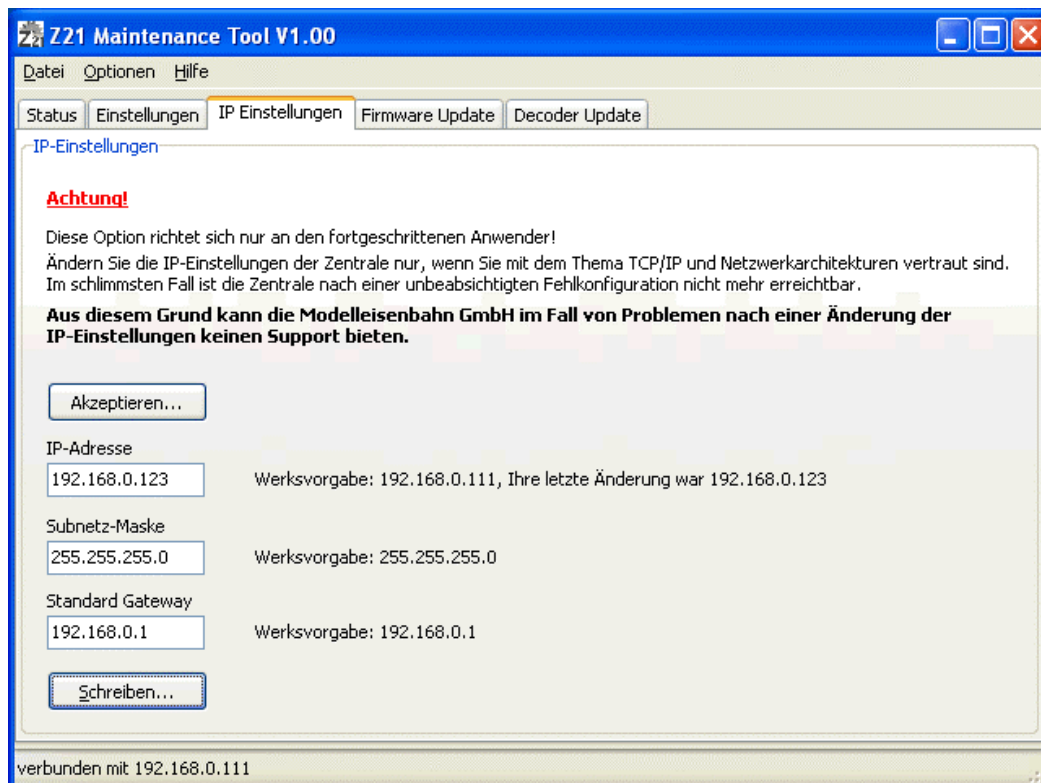 Z21 Maintenance Tool V1.00
Datei Optionen Hilfe
Status Einstellungen IP Einstellungen Firmware Update Decoder Update
IP-Einstellungen
Achtung!
Diese Option richtet sich nur an den fortgeschrittenen Anwender!
Ändern Sie die IP-Einstellungen der Zentrale nur, wenn Sie mit dem Thema TCP/IP und Netzwerkarchitekturen vertraut sind.
Im schlimmsten Fall ist die Zentrale nach einer unbeabsichtigten Fehlkonfiguration nicht mehr erreichtbar.
Aus diesem Grund kann die Modelleisenbahn GmbH im Fall von Problemen nach einer Änderung der
IP-Einstellungen keinen Support bieten.
Akzeptieren...
IP-Adresse
192.168.0.123 Werksvorgabe: 192.168.0.111, Ihre letzte Änderung war 192.168.0.123
Subnetz-Maske
255.255.255.0 Werksvorgabe: 255.255.255.0
Standard Gateway
192.168.0.1 Werksvorgabe: 192.168.0.1
Schreiben...
verbunden mit 192.168.0.111